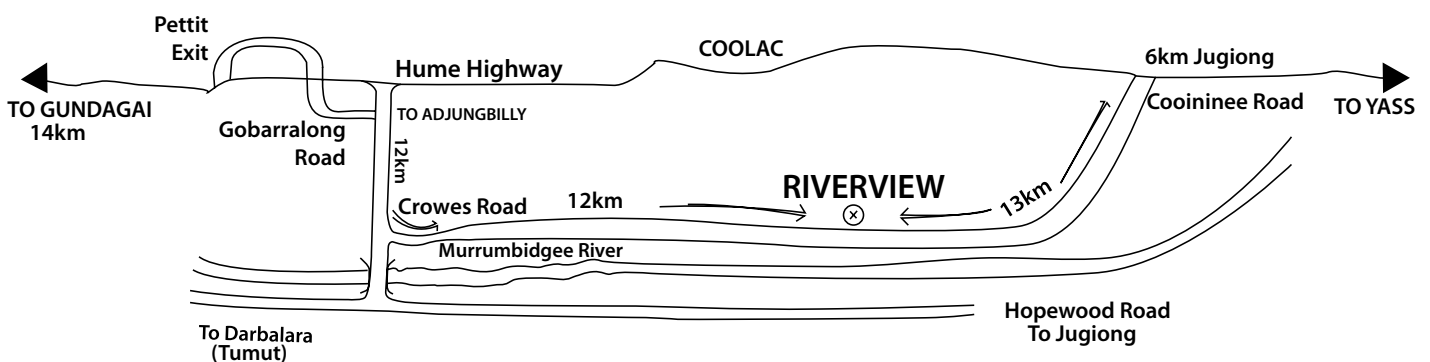 Pettit
Exit
COOLAC
6km Jugiong
Hume Highway
TO GUNDAGAI
14km
TO ADJUNGBILLY
Cooininee Road
TO YASS
Gobarralong
Road
12km
RIVERVIEW
Crowes Road
12km
13km
Murrumbidgee River
To Darbalara
(Tumut)
Hopewood Road
To Jugiong